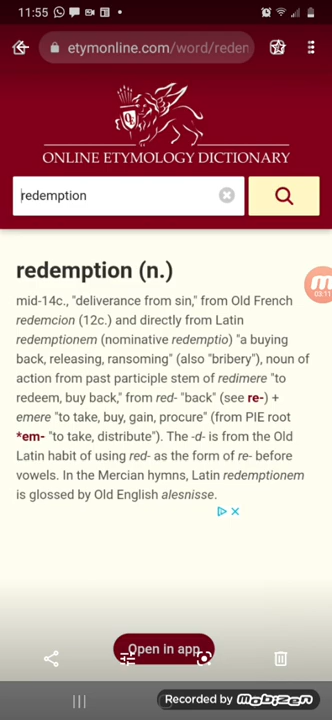 11:55
etymonline.com/word/reden
ONLINE ETYMOLOGY DICTIONARY
redemption
M
03:11
redemption (n.)
mid-14c., "deliverance from sin," from Old French
redemcion (12c.) and directly from Latin
redemptionem (nominative redemptio) "a buying
back, releasing, ransoming" (also "bribery"), noun of
action from past participle stem of redimere "to
redeem, buy back," from red- "back" (see re-) +
emere "to take, buy, gain, procure" (from PIE root
*em- "to take, distribute"). The -d- is from the Old
Latin habit of using red- as the form of re- before
vowels. In the Mercian hymns, Latin redemptionem
is glossed by Old English alesnisse.
Open in app
Recorded by MOBIZEN